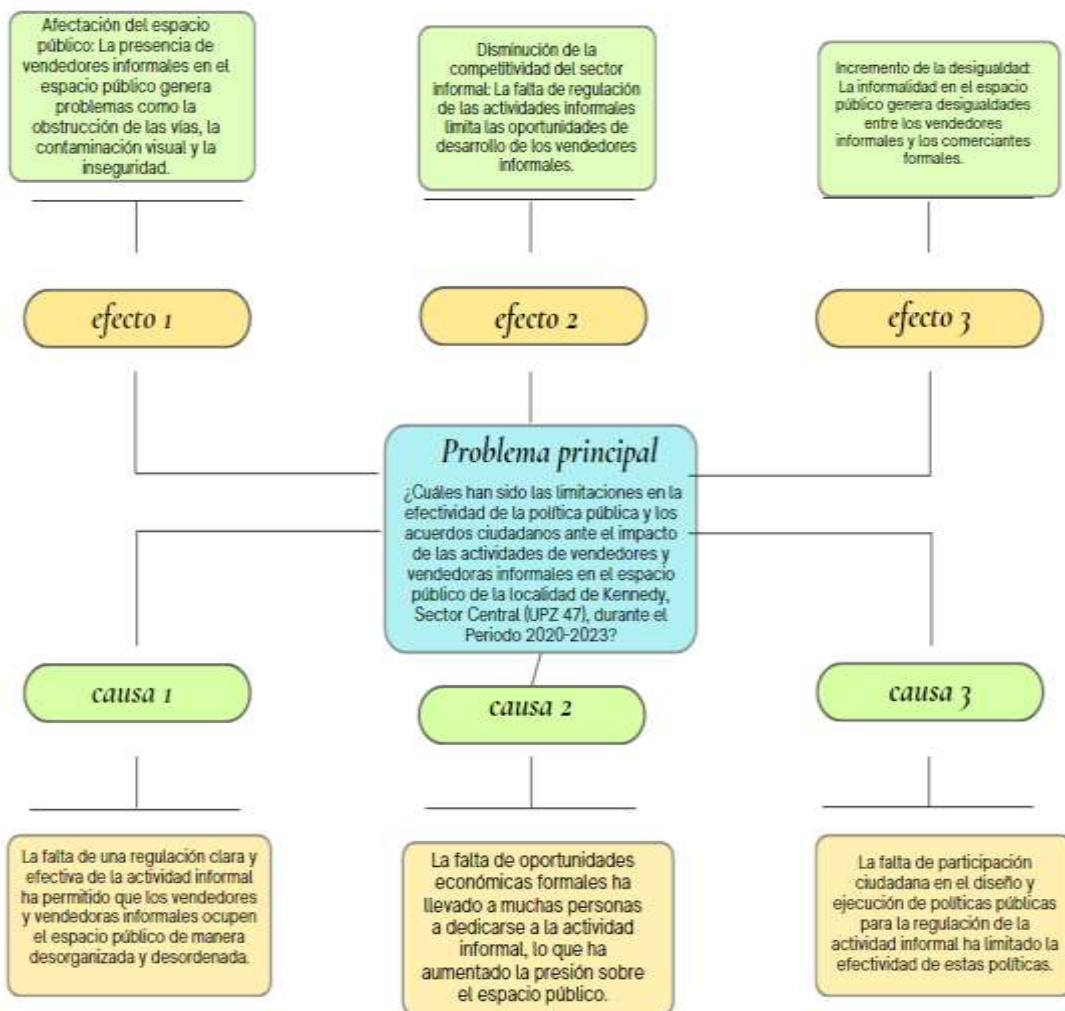 Afectación del espacio
público: La presencia de
vendedores informales en el
espacio público genera
problemas como la
obstrucción de las vías, la
contaminación visual y la
inseguridad.
Disminución de la
competitividad del sector
informal: La falta de regulación
de las actividades informales
limita las oportunidades de
desarrollo de los vendedores
informales.
Incremento de la desigualdad:
La informalidad en el espacio
público genera desigualdades
entre los vendedores
informales y los comerciantes
formales.
efecto 1
efecto 2
efecto 3
Problema principal
¿Cuáles han sido las limitaciones en la
efectividad de la política pública y los
acuerdos ciudadanos ante el impacto
de las actividades de vendedores y
vendedoras informales en el espacio
público de la localidad de Kennedy,
Sector Central (UPZ 47), durante el
Periodo 2020-2023?
causa 1
causa 2
causa 3
La falta de una regulación clara y
efectiva de la actividad informal
ha permitido que los vendedores
y vendedoras informales ocupen
el espacio público de manera
desorganizada y desordenada.
La falta de oportunidades
económicas formales ha
llevado a muchas personas
a dedicarse a la actividad
informal, lo que ha
aumentado la presión sobre
el espacio público.
La falta de participación
ciudadana en el diseño y
ejecución de políticas públicas
para la regulación de la
actividad informal ha limitado la
efectividad de estas políticas.